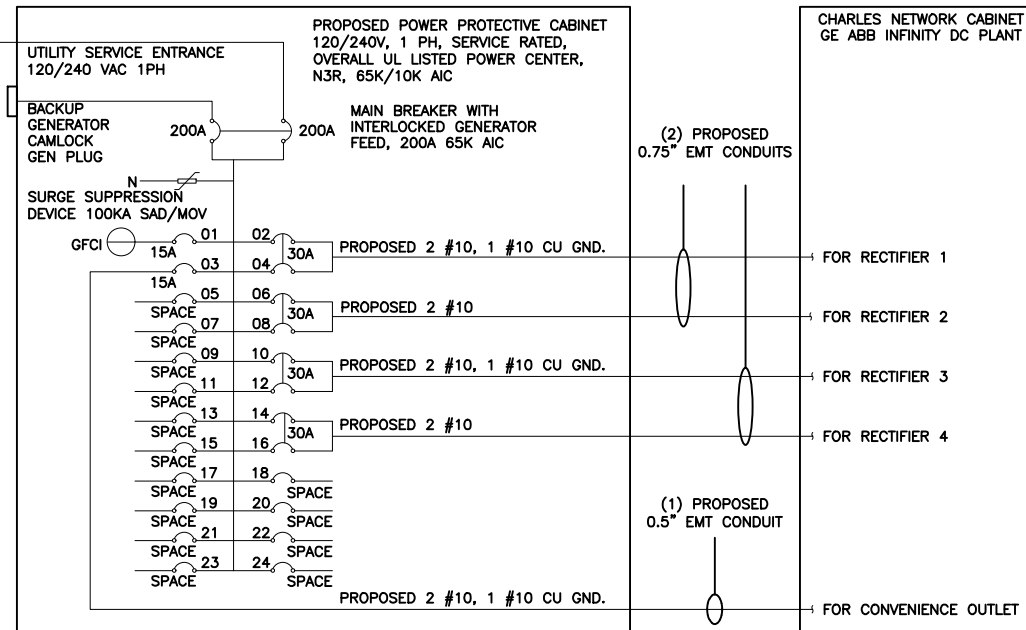 PROPOSED POWER PROTECTIVE CABINET
120/240V, 1 PH, SERVICE RATED,
OVERALL UL LISTED POWER CENTER,
N3R, 65K/10K AIC
CHARLES NETWORK CABINET
GE ABB INFINITY DC PLANT
UTILITY SERVICE ENTRANCE
120/240 VAC 1PH
BACKUP
GENERATOR
CAMLOCK
GEN PLUG
200A
200A
MAIN BREAKER WITH
INTERLOCKED GENERATOR
FEED, 200A 65K AIC
(2) PROPOSED
0.75" EMT CONDUITS
N
SURGE SUPPRESSION
DEVICE 100KA SAD/MOV
GFCI
15A
01
02
30A
PROPOSED 2 #10, 1 #10 CU GND.
FOR RECTIFIER 1
15A
03
04
SPACE
05
06
30A
PROPOSED 2 #10
FOR RECTIFIER 2
SPACE
07
08
SPACE
09
10
30A
PROPOSED 2 #10, 1 #10 CU GND.
FOR RECTIFIER 3
SPACE
11
12
SPACE
13
14
30A
PROPOSED 2 #10
FOR RECTIFIER 4
SPACE
15
16
SPACE
17
18
SPACE
SPACE
19
20
SPACE
SPACE
21
22
SPACE
SPACE
23
24
SPACE
(1) PROPOSED
0.5" EMT CONDUIT
PROPOSED 2 #10, 1 #10 CU GND.
FOR CONVENIENCE OUTLET